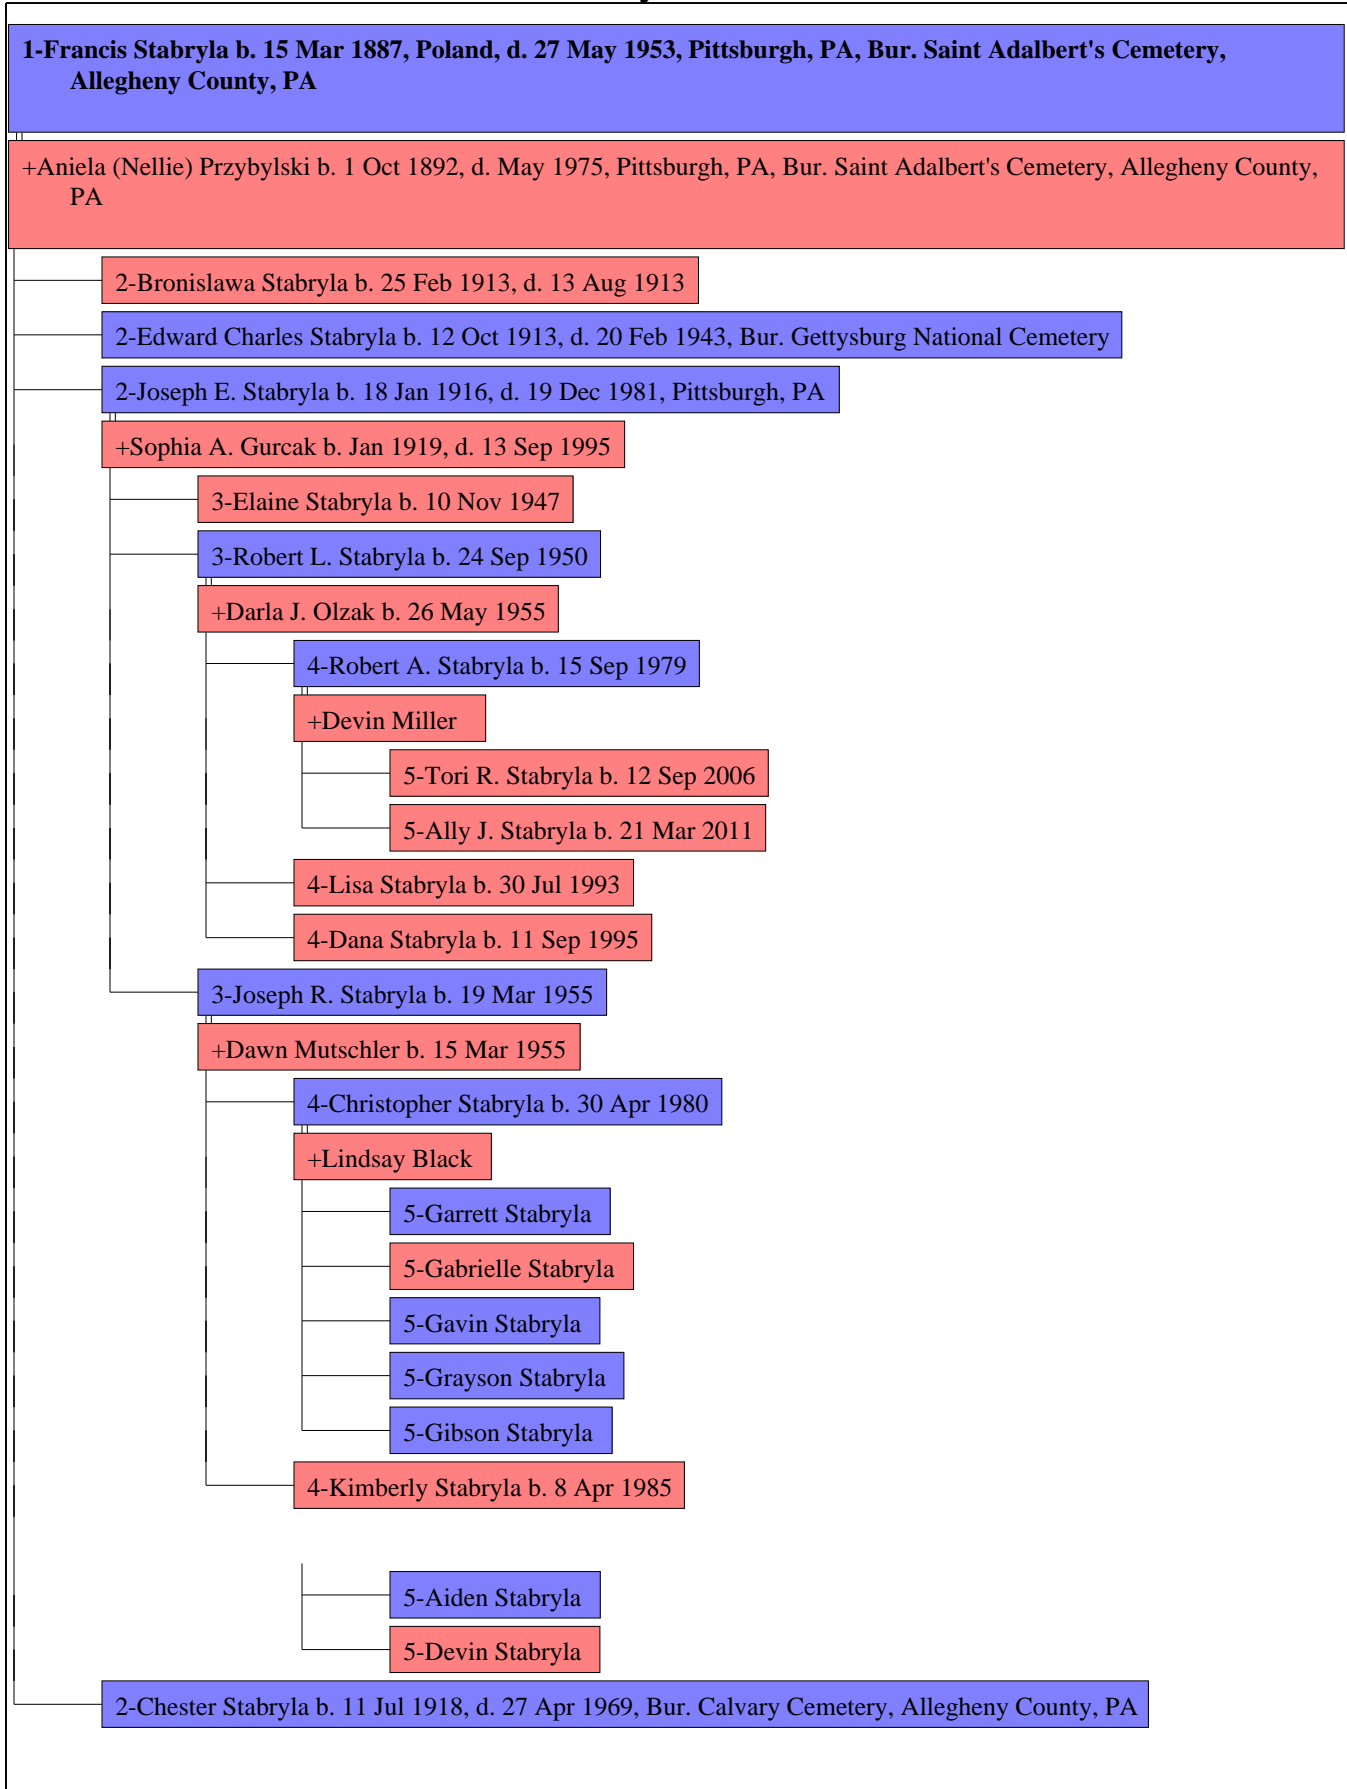 1-Francis Stabryla b. 15 Mar 1887, Poland, d. 27 May 1953, Pittsburgh, PA, Bur. Saint Adalbert's Cemetery,
Allegheny County, PA
+Aniela (Nellie) Przybylski b. 1 Oct 1892, d. May 1975, Pittsburgh, PA, Bur. Saint Adalbert's Cemetery, Allegheny County,
PA
2-Bronislawa Stabryla b. 25 Feb 1913, d. 13 Aug 1913
2-Edward Charles Stabryla b. 12 Oct 1913, d. 20 Feb 1943, Bur. Gettysburg National Cemetery
2-Joseph E. Stabryla b. 18 Jan 1916, d. 19 Dec 1981, Pittsburgh, PA
+Sophia A. Gurcak b. Jan 1919, d. 13 Sep 1995
3-Elaine Stabryla b. 10 Nov 1947
3-Robert L. Stabryla b. 24 Sep 1950
+Darla J. Olzak b. 26 May 1955
4-Robert A. Stabryla b. 15 Sep 1979
+Devin Miller
5-Tori R. Stabryla b. 12 Sep 2006
5-Ally J. Stabryla b. 21 Mar 2011
4-Lisa Stabryla b. 30 Jul 1993
4-Dana Stabryla b. 11 Sep 1995
3-Joseph R. Stabryla b. 19 Mar 1955
+Dawn Mutschler b. 15 Mar 1955
4-Christopher Stabryla b. 30 Apr 1980
+Lindsay Black
5-Garrett Stabryla
5-Gabrielle Stabryla
5-Gavin Stabryla
5-Grayson Stabryla
5-Gibson Stabryla
4-Kimberly Stabryla b. 8 Apr 1985
5-Aiden Stabryla
5-Devin Stabryla
2-Chester Stabryla b. 11 Jul 1918, d. 27 Apr 1969, Bur. Calvary Cemetery, Allegheny County, PA